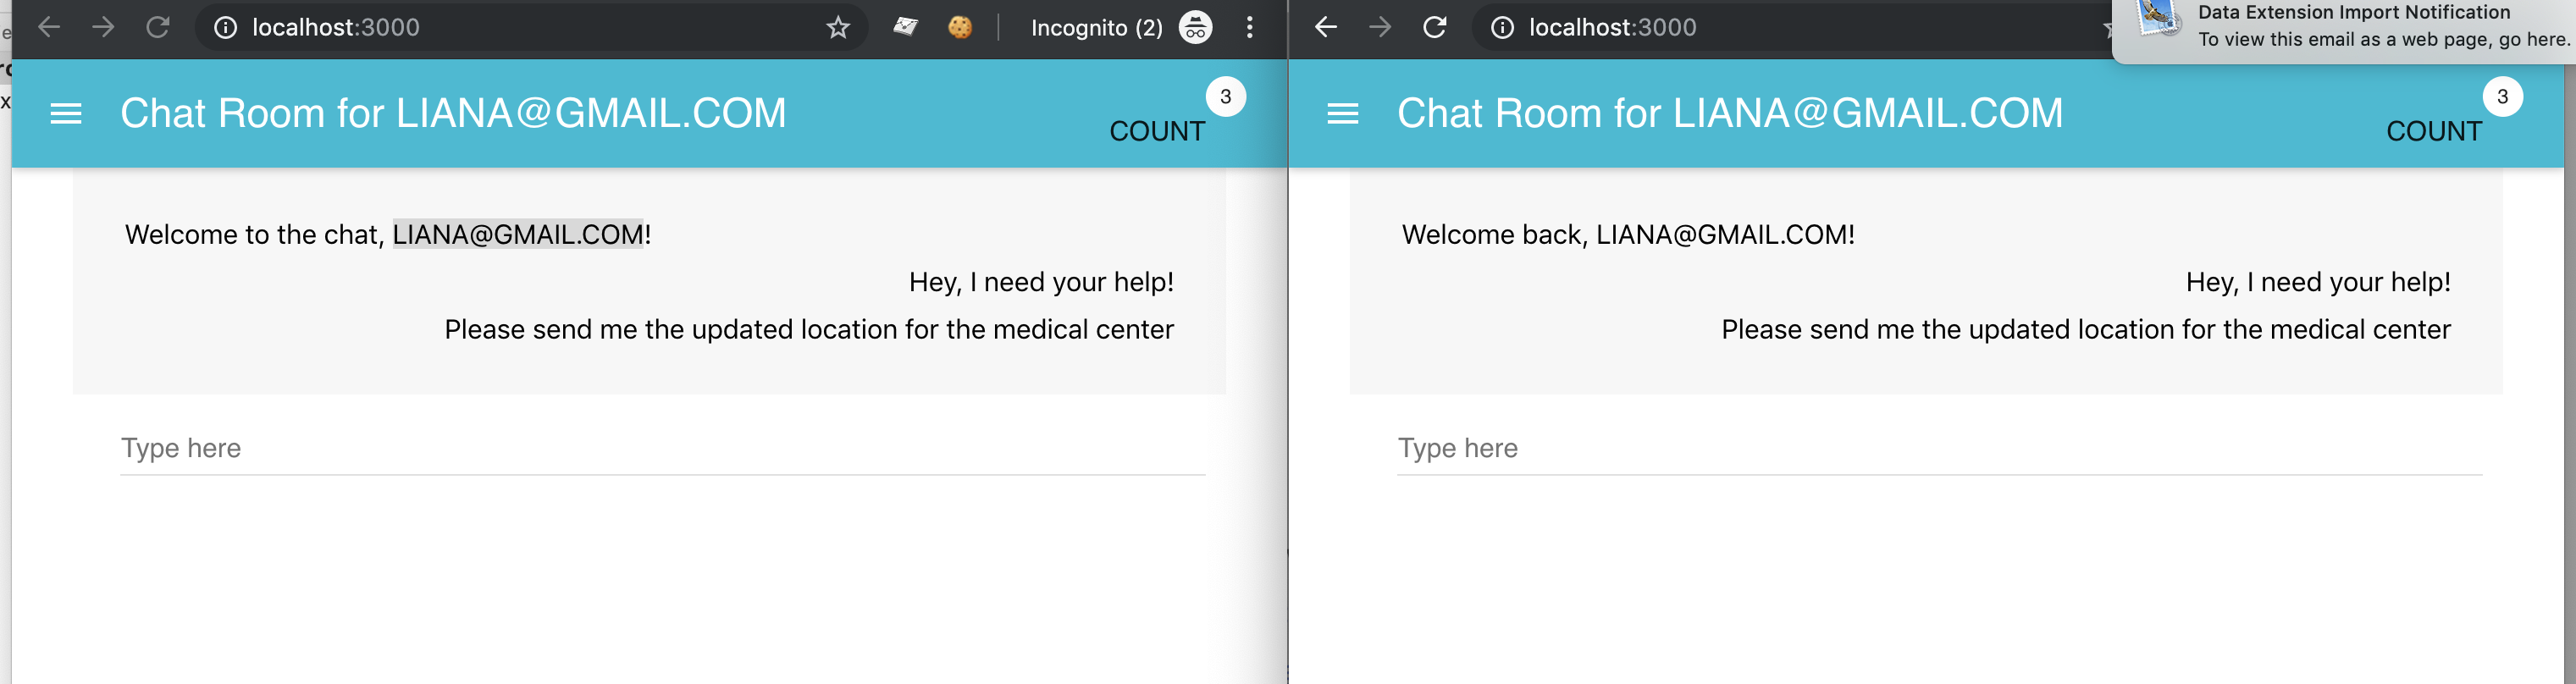 localhost:3000
Incognito (2)
Chat Room for LIANA@GMAIL.COM
3
COUNT
Welcome to the chat, LIANA@GMAIL.COM!
Hey, I need your help!
Please send me the updated location for the medical center
Type here
localhost:3000
Data Extension Import Notification
To view this email as a web page, go here.
Chat Room for LIANA@GMAIL.COM
3
COUNT
Welcome back, LIANA@GMAIL.COM!
Hey, I need your help!
Please send me the updated location for the medical center
Type here